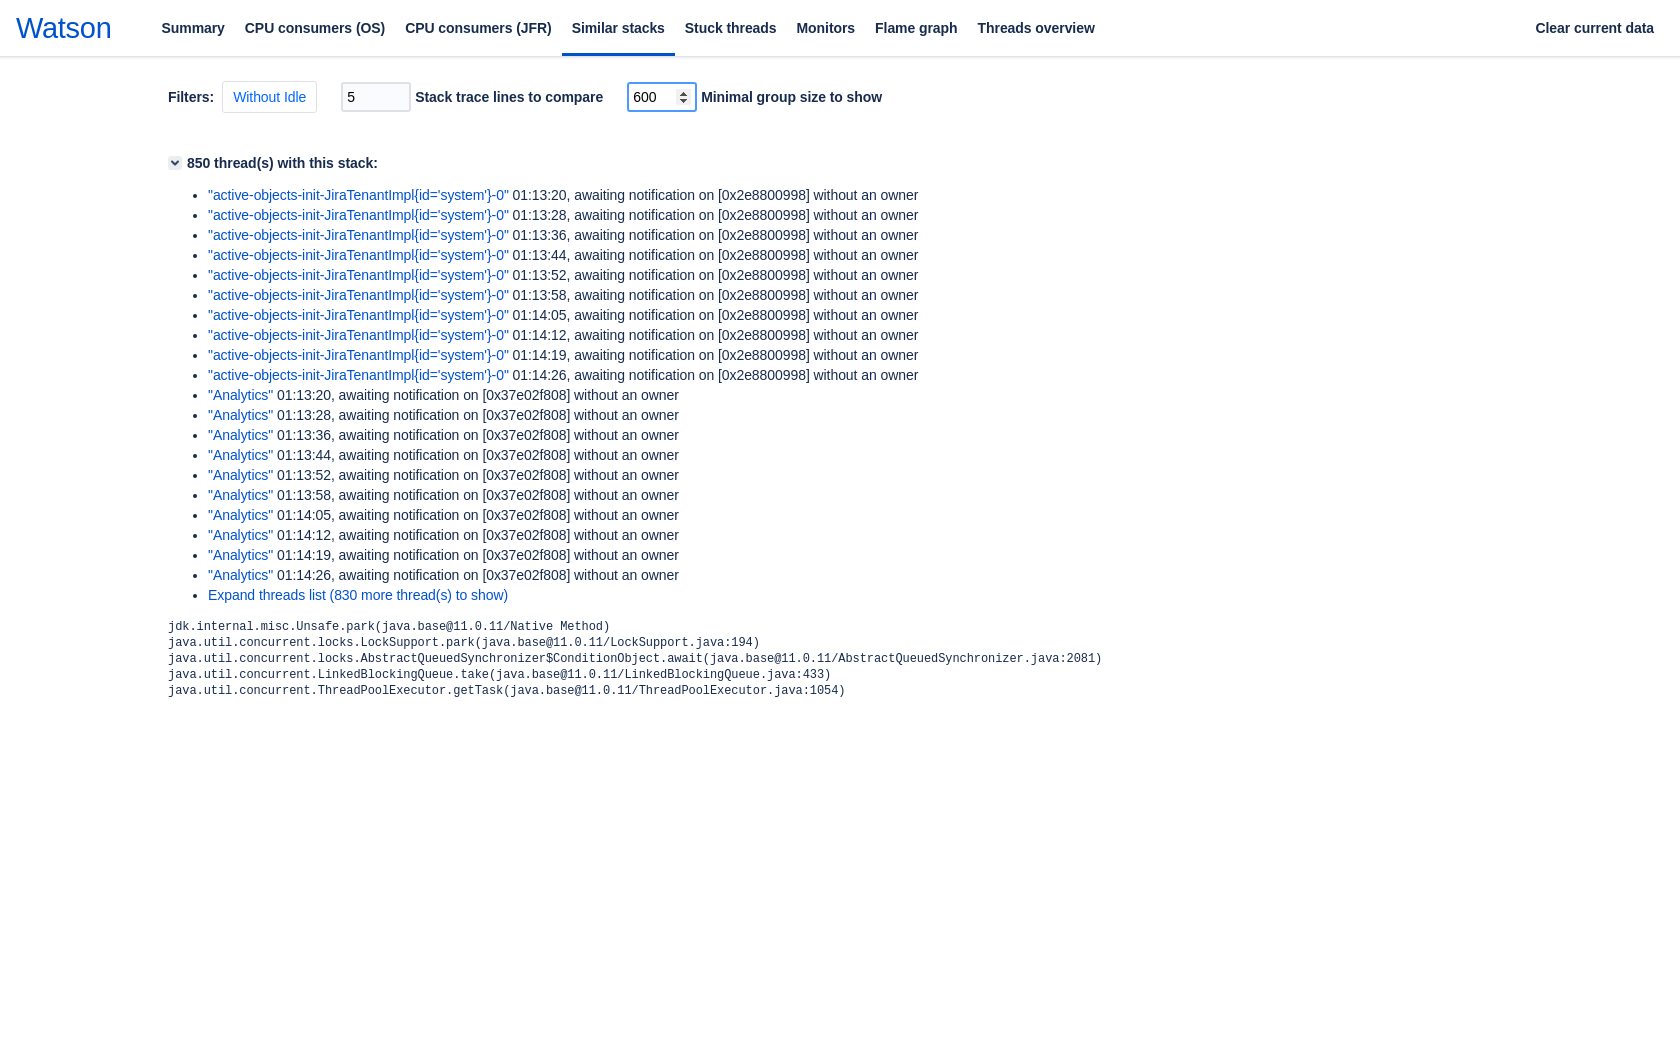 Watson Summary CPU consumers (OS) CPU consumers (JFR) Similar stacks Stuck threads Monitors Flame graph Threads overview Clear current data
Filters: Without Idle 5 Stack trace lines to compare 600 Minimal group size to show
850 thread(s) with this stack:
"active-objects-init-JiraTenantImpl{id='system'}-0" 01:13:20, awaiting notification on [0x2e8800998] without an owner
"active-objects-init-JiraTenantImpl{id='system'}-0" 01:13:28, awaiting notification on [0x2e8800998] without an owner
"active-objects-init-JiraTenantImpl{id='system'}-0" 01:13:36, awaiting notification on [0x2e8800998] without an owner
"active-objects-init-JiraTenantImpl{id='system'}-0" 01:13:44, awaiting notification on [0x2e8800998] without an owner
"active-objects-init-JiraTenantImpl{id='system'}-0" 01:13:52, awaiting notification on [0x2e8800998] without an owner
"active-objects-init-JiraTenantImpl{id='system'}-0" 01:13:58, awaiting notification on [0x2e8800998] without an owner
"active-objects-init-JiraTenantImpl{id='system'}-0" 01:14:05, awaiting notification on [0x2e8800998] without an owner
"active-objects-init-JiraTenantImpl{id='system'}-0" 01:14:12, awaiting notification on [0x2e8800998] without an owner
"active-objects-init-JiraTenantImpl{id='system'}-0" 01:14:19, awaiting notification on [0x2e8800998] without an owner
"active-objects-init-JiraTenantImpl{id='system'}-0" 01:14:26, awaiting notification on [0x2e8800998] without an owner
"Analytics" 01:13:20, awaiting notification on [0x37e02f808] without an owner
"Analytics" 01:13:28, awaiting notification on [0x37e02f808] without an owner
"Analytics" 01:13:36, awaiting notification on [0x37e02f808] without an owner
"Analytics" 01:13:44, awaiting notification on [0x37e02f808] without an owner
"Analytics" 01:13:52, awaiting notification on [0x37e02f808] without an owner
"Analytics" 01:13:58, awaiting notification on [0x37e02f808] without an owner
"Analytics" 01:14:05, awaiting notification on [0x37e02f808] without an owner
"Analytics" 01:14:12, awaiting notification on [0x37e02f808] without an owner
"Analytics" 01:14:19, awaiting notification on [0x37e02f808] without an owner
"Analytics" 01:14:26, awaiting notification on [0x37e02f808] without an owner
Expand threads list (830 more thread(s) to show)
jdk.internal.misc.Unsafe.park(java.base@11.0.11/Native Method)
java.util.concurrent.locks.LockSupport.park(java.base@11.0.11/LockSupport.java:194)
java.util.concurrent.locks.AbstractQueuedSynchronizer$ConditionObject.await(java.base@11.0.11/AbstractQueuedSynchronizer.java:2081)
java.util.concurrent.LinkedBlockingQueue.take(java.base@11.0.11/LinkedBlockingQueue.java:433)
java.util.concurrent.ThreadPoolExecutor.getTask(java.base@11.0.11/ThreadPoolExecutor.java:1054)